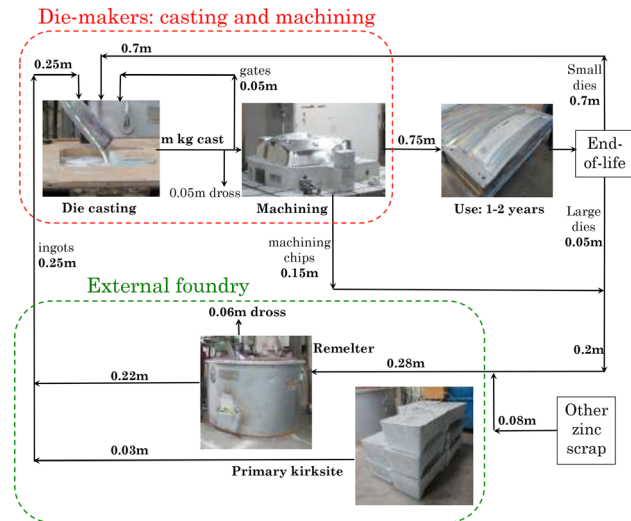 Die-makers: casting and machining
0.7m
0.25m
gates
0.05m
Small
dies
0.7m
m kg cast
0.75m
End-
of-life
0.05m dross
Die casting
Machining
Use: 1-2 years
Large
dies
0.05m
ingots
0.25m
machining
chips
0.15m
External foundry
0.06m dross
Remelter
0.2m
0.22m
0.28m
0.08m
Other
zinc
scrap
0.03m
Primary kirksite